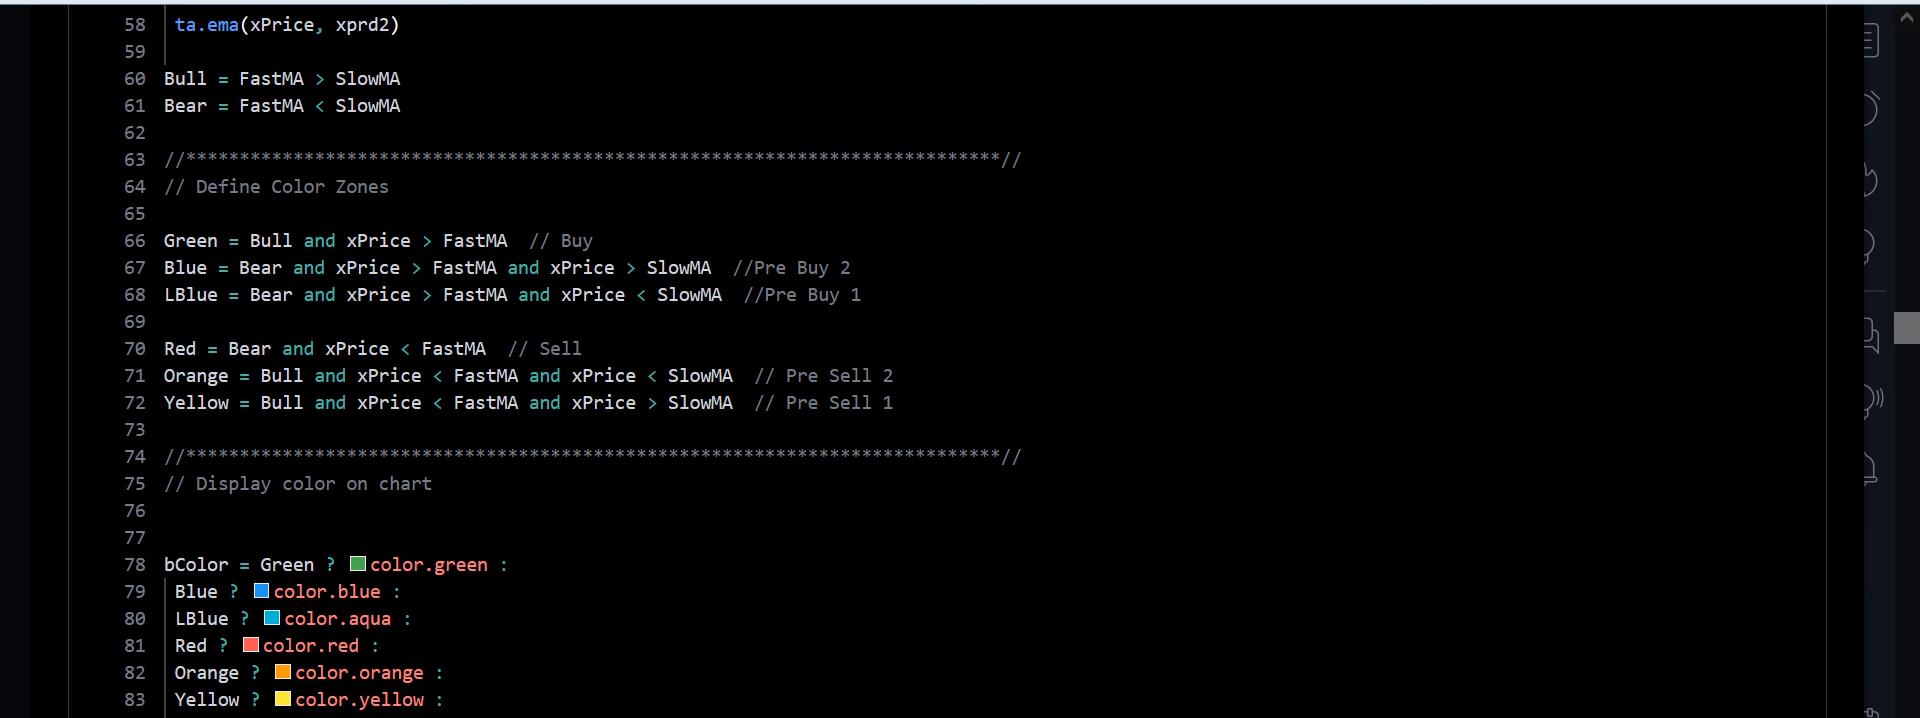 58 ta.ema(xPrice, xprd2)
59
60 Bull = FastMA > SlowMA
61 Bear = FastMA < SlowMA
62
63 //****************************************************************************//
64 // Define Color Zones
65
66 Green = Bull and xPrice > FastMA  // Buy
67 Blue = Bear and xPrice > FastMA and xPrice > SlowMA  //Pre Buy 2
68 LBlue = Bear and xPrice > FastMA and xPrice < SlowMA  //Pre Buy 1
69
70 Red = Bear and xPrice < FastMA  // Sell
71 Orange = Bull and xPrice < FastMA and xPrice < SlowMA  // Pre Sell 2
72 Yellow = Bull and xPrice < FastMA and xPrice > SlowMA  // Pre Sell 1
73
74 //****************************************************************************//
75 // Display color on chart
76
77
78 bColor = Green ? color.green :
79 Blue ? color.blue :
80 LBlue ? color.aqua :
81 Red ? color.red :
82 Orange ? color.orange :
83 Yellow ? color.yellow :